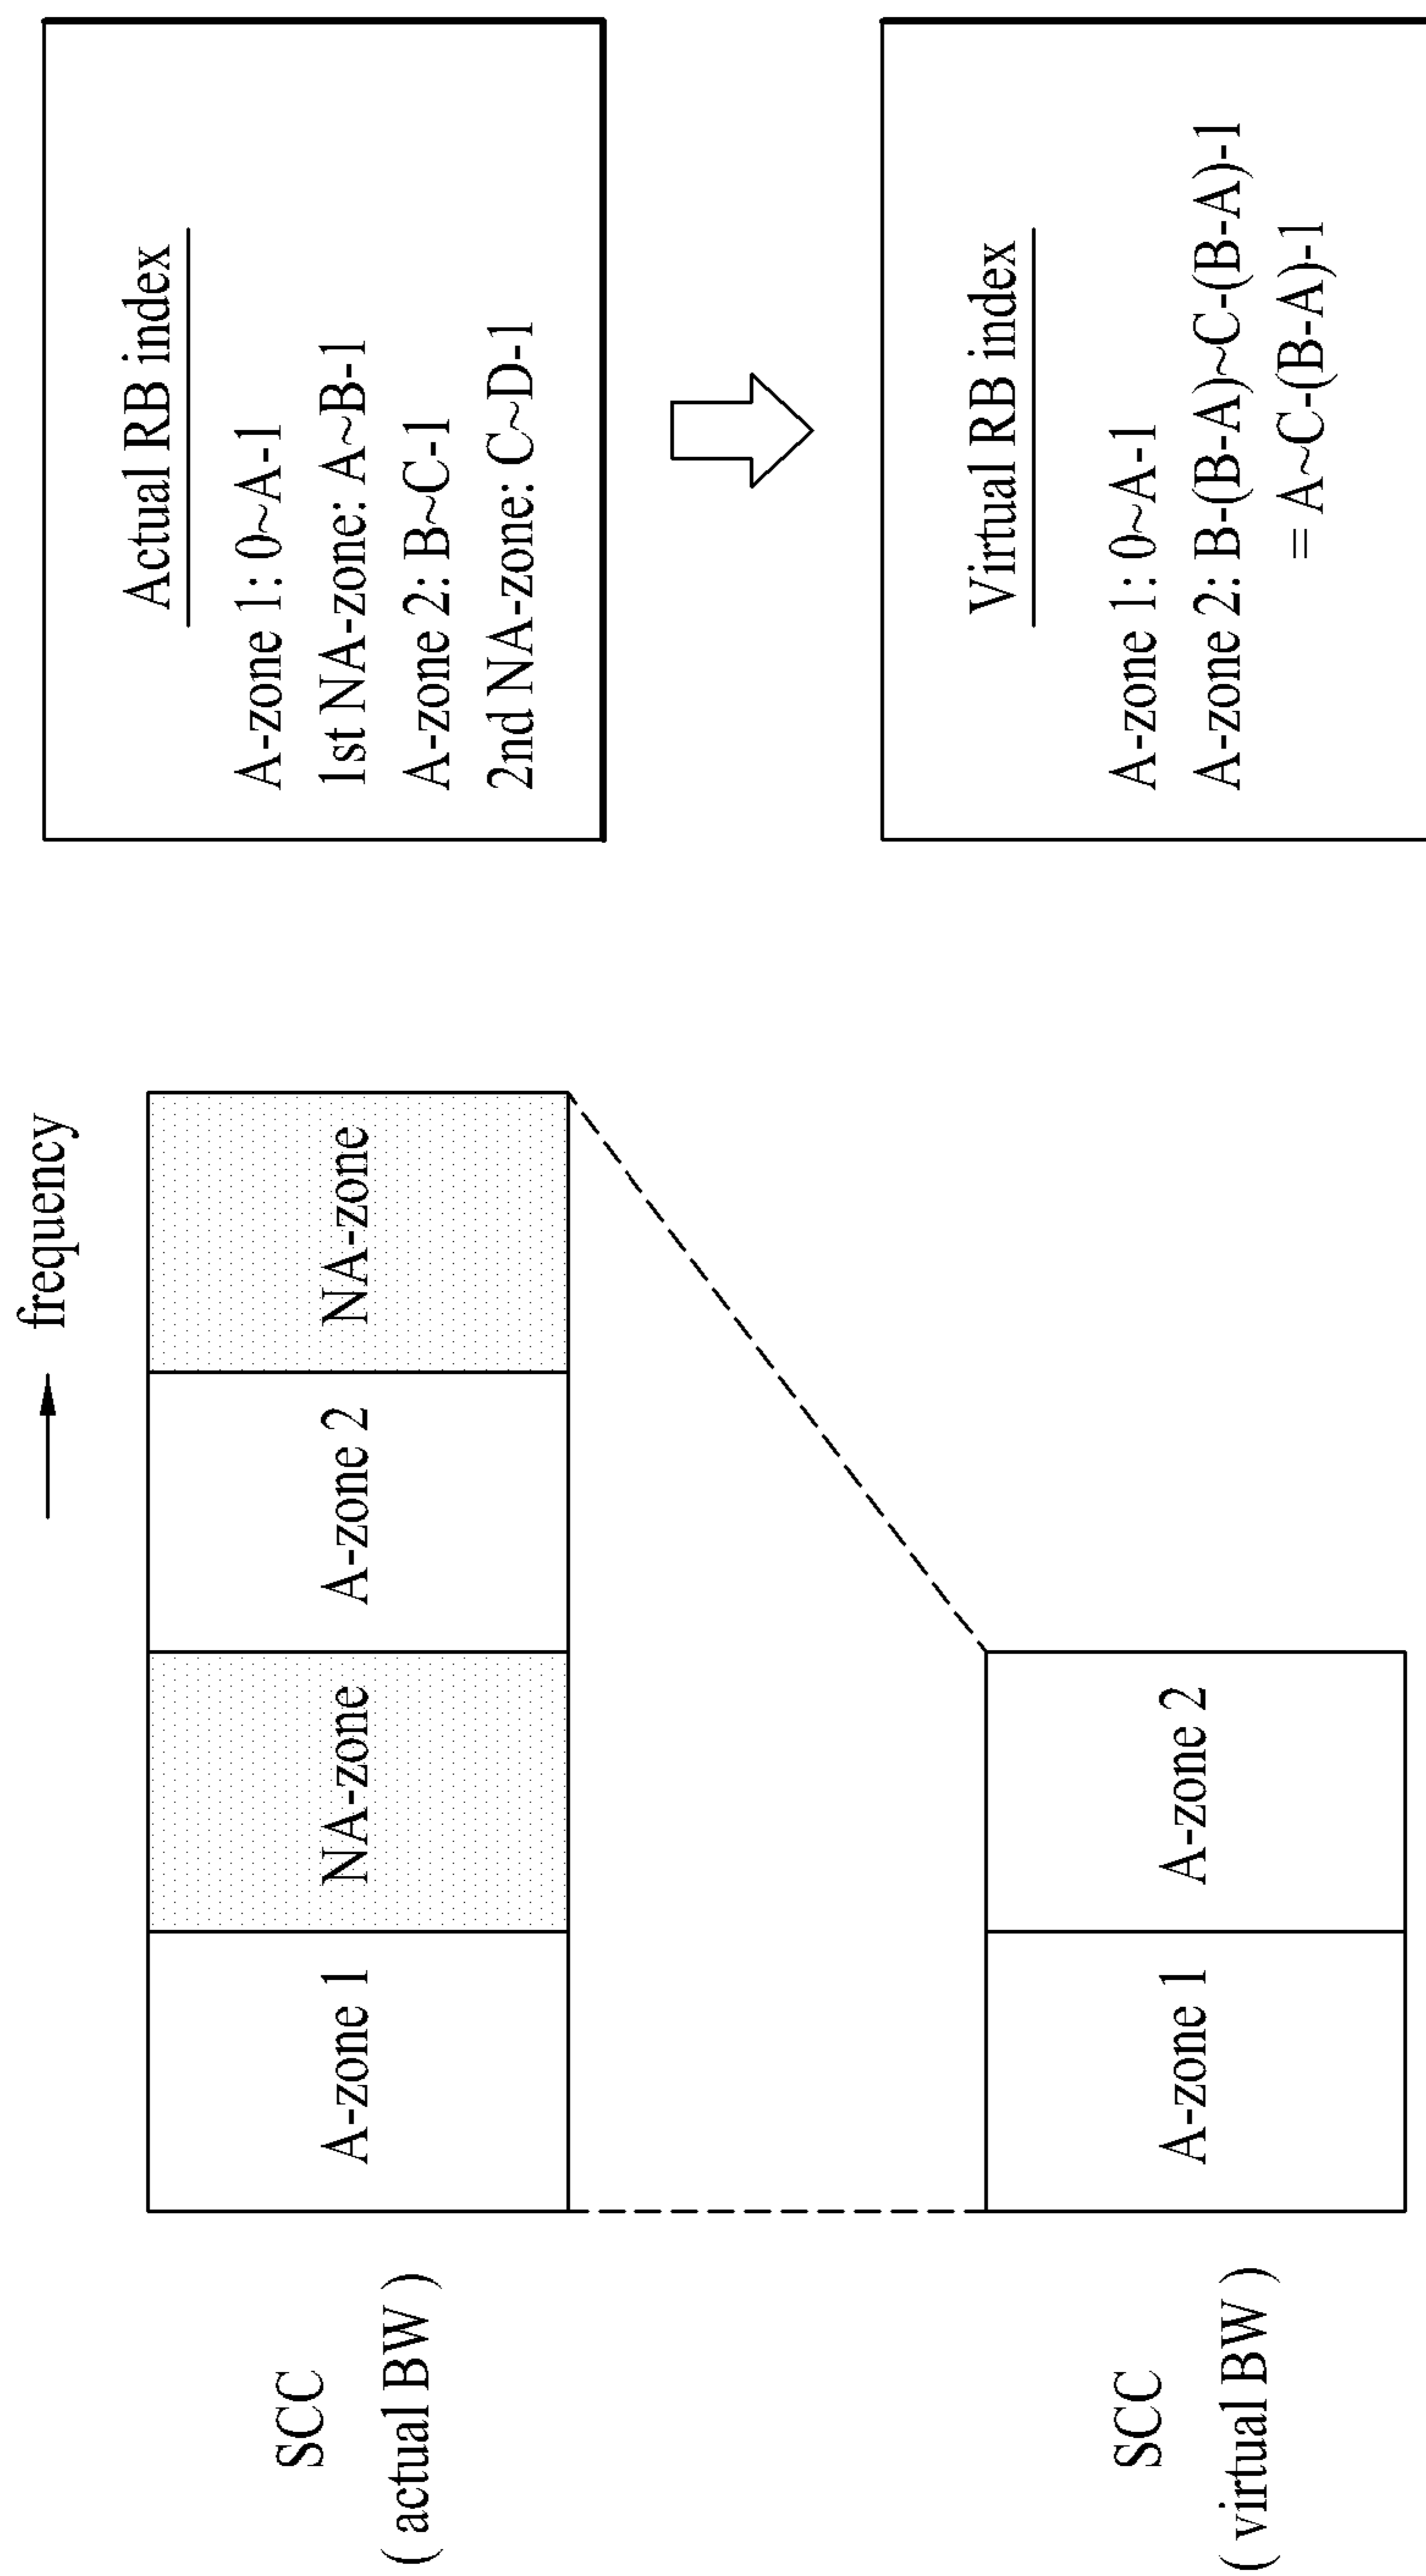 frequency
SCC
( actual BW )
A-zone 1
NA-zone
A-zone 2
NA-zone
Actual RB index
A-zone 1: 0~A-1
1st NA-zone: A~B-1
A-zone 2: B~C-1
2nd NA-zone: C~D-1
SCC
( virtual BW )
A-zone 1
A-zone 2
Virtual RB index
A-zone 1: 0~A-1
A-zone 2: B-(B-A)~C-(B-A)-1
= A~C-(B-A)-1